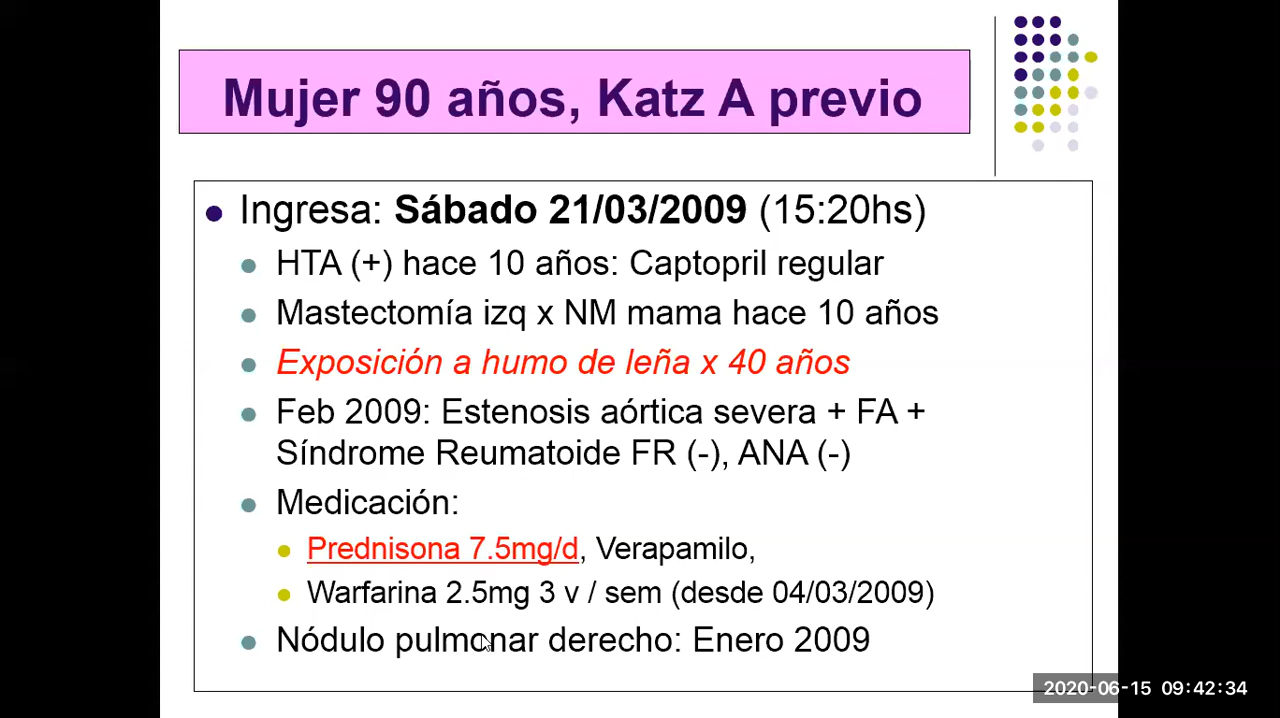 Mujer 90 años, Katz A previo
Ingresa: Sábado 21/03/2009 (15:20hs)
HTA (+) hace 10 años: Captopril regular
Mastectomía izq x NM mama hace 10 años
Exposición a humo de leña x 40 años
Feb 2009: Estenosis aórtica severa + FA +
Síndrome Reumatoide FR (-), ANA (-)
Medicación:
Prednisona 7.5mg/d, Verapamilo,
Warfarina 2.5mg 3 v / sem (desde 04/03/2009)
Nódulo pulmonar derecho: Enero 2009
2020-06-15 09:42:34